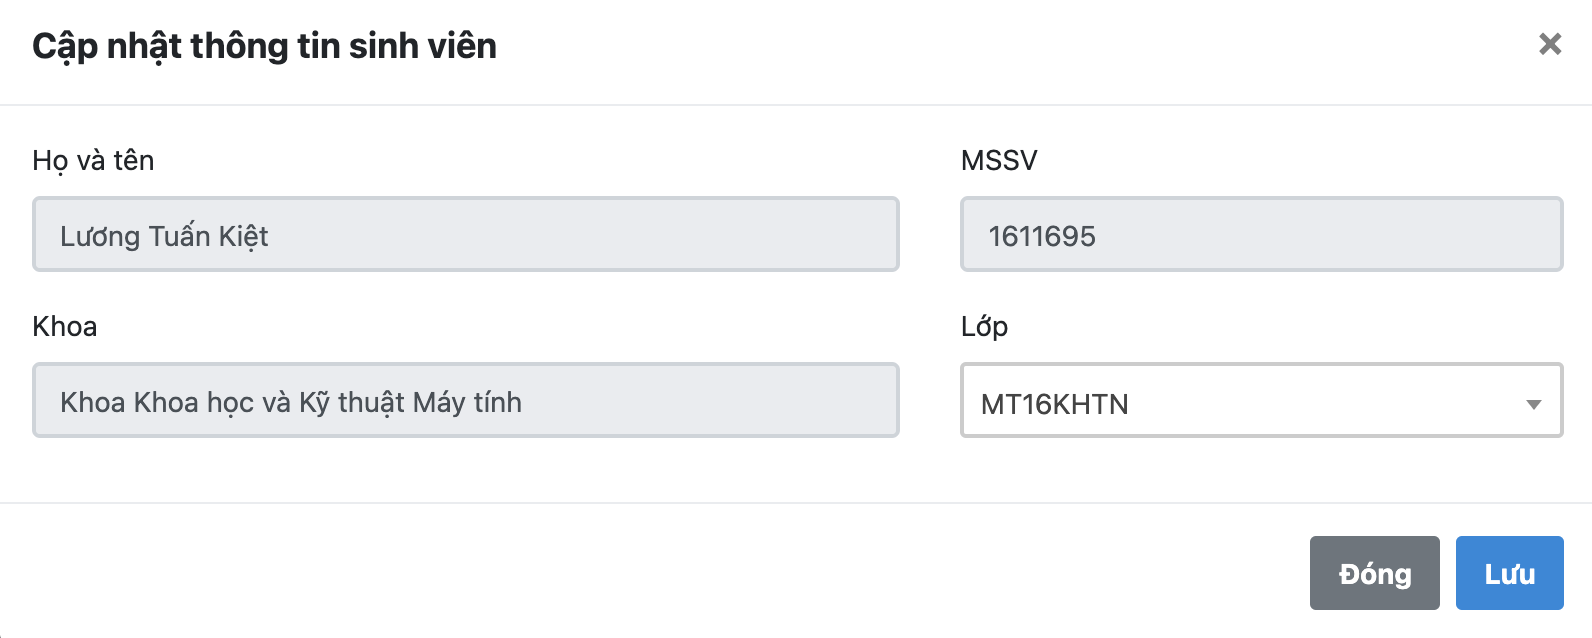 Cập nhật thông tin sinh viên
Họ và tên
MSSV
Lương Tuấn Kiệt
1611695
Khoa
Lớp
Khoa Khoa học và Kỹ thuật Máy tính
MT16KHTN
Đóng
Lưu